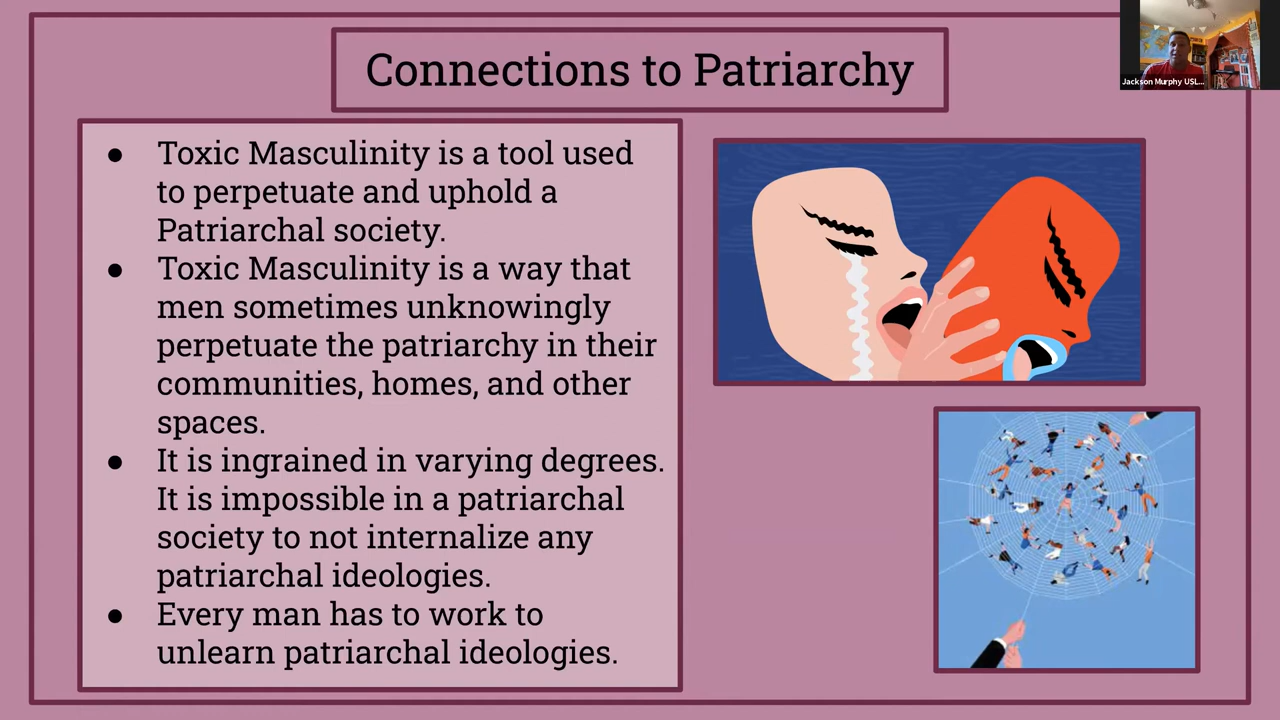 Connections to Patriarchy
Jackson Murphy USL...
● Toxic Masculinity is a tool used
to perpetuate and uphold a
Patriarchal society.
● Toxic Masculinity is a way that
men sometimes unknowingly
perpetuate the patriarchy in their
communities, homes, and other
spaces.
● It is ingrained in varying degrees.
It is impossible in a patriarchal
society to not internalize any
patriarchal ideologies.
● Every man has to work to
unlearn patriarchal ideologies.